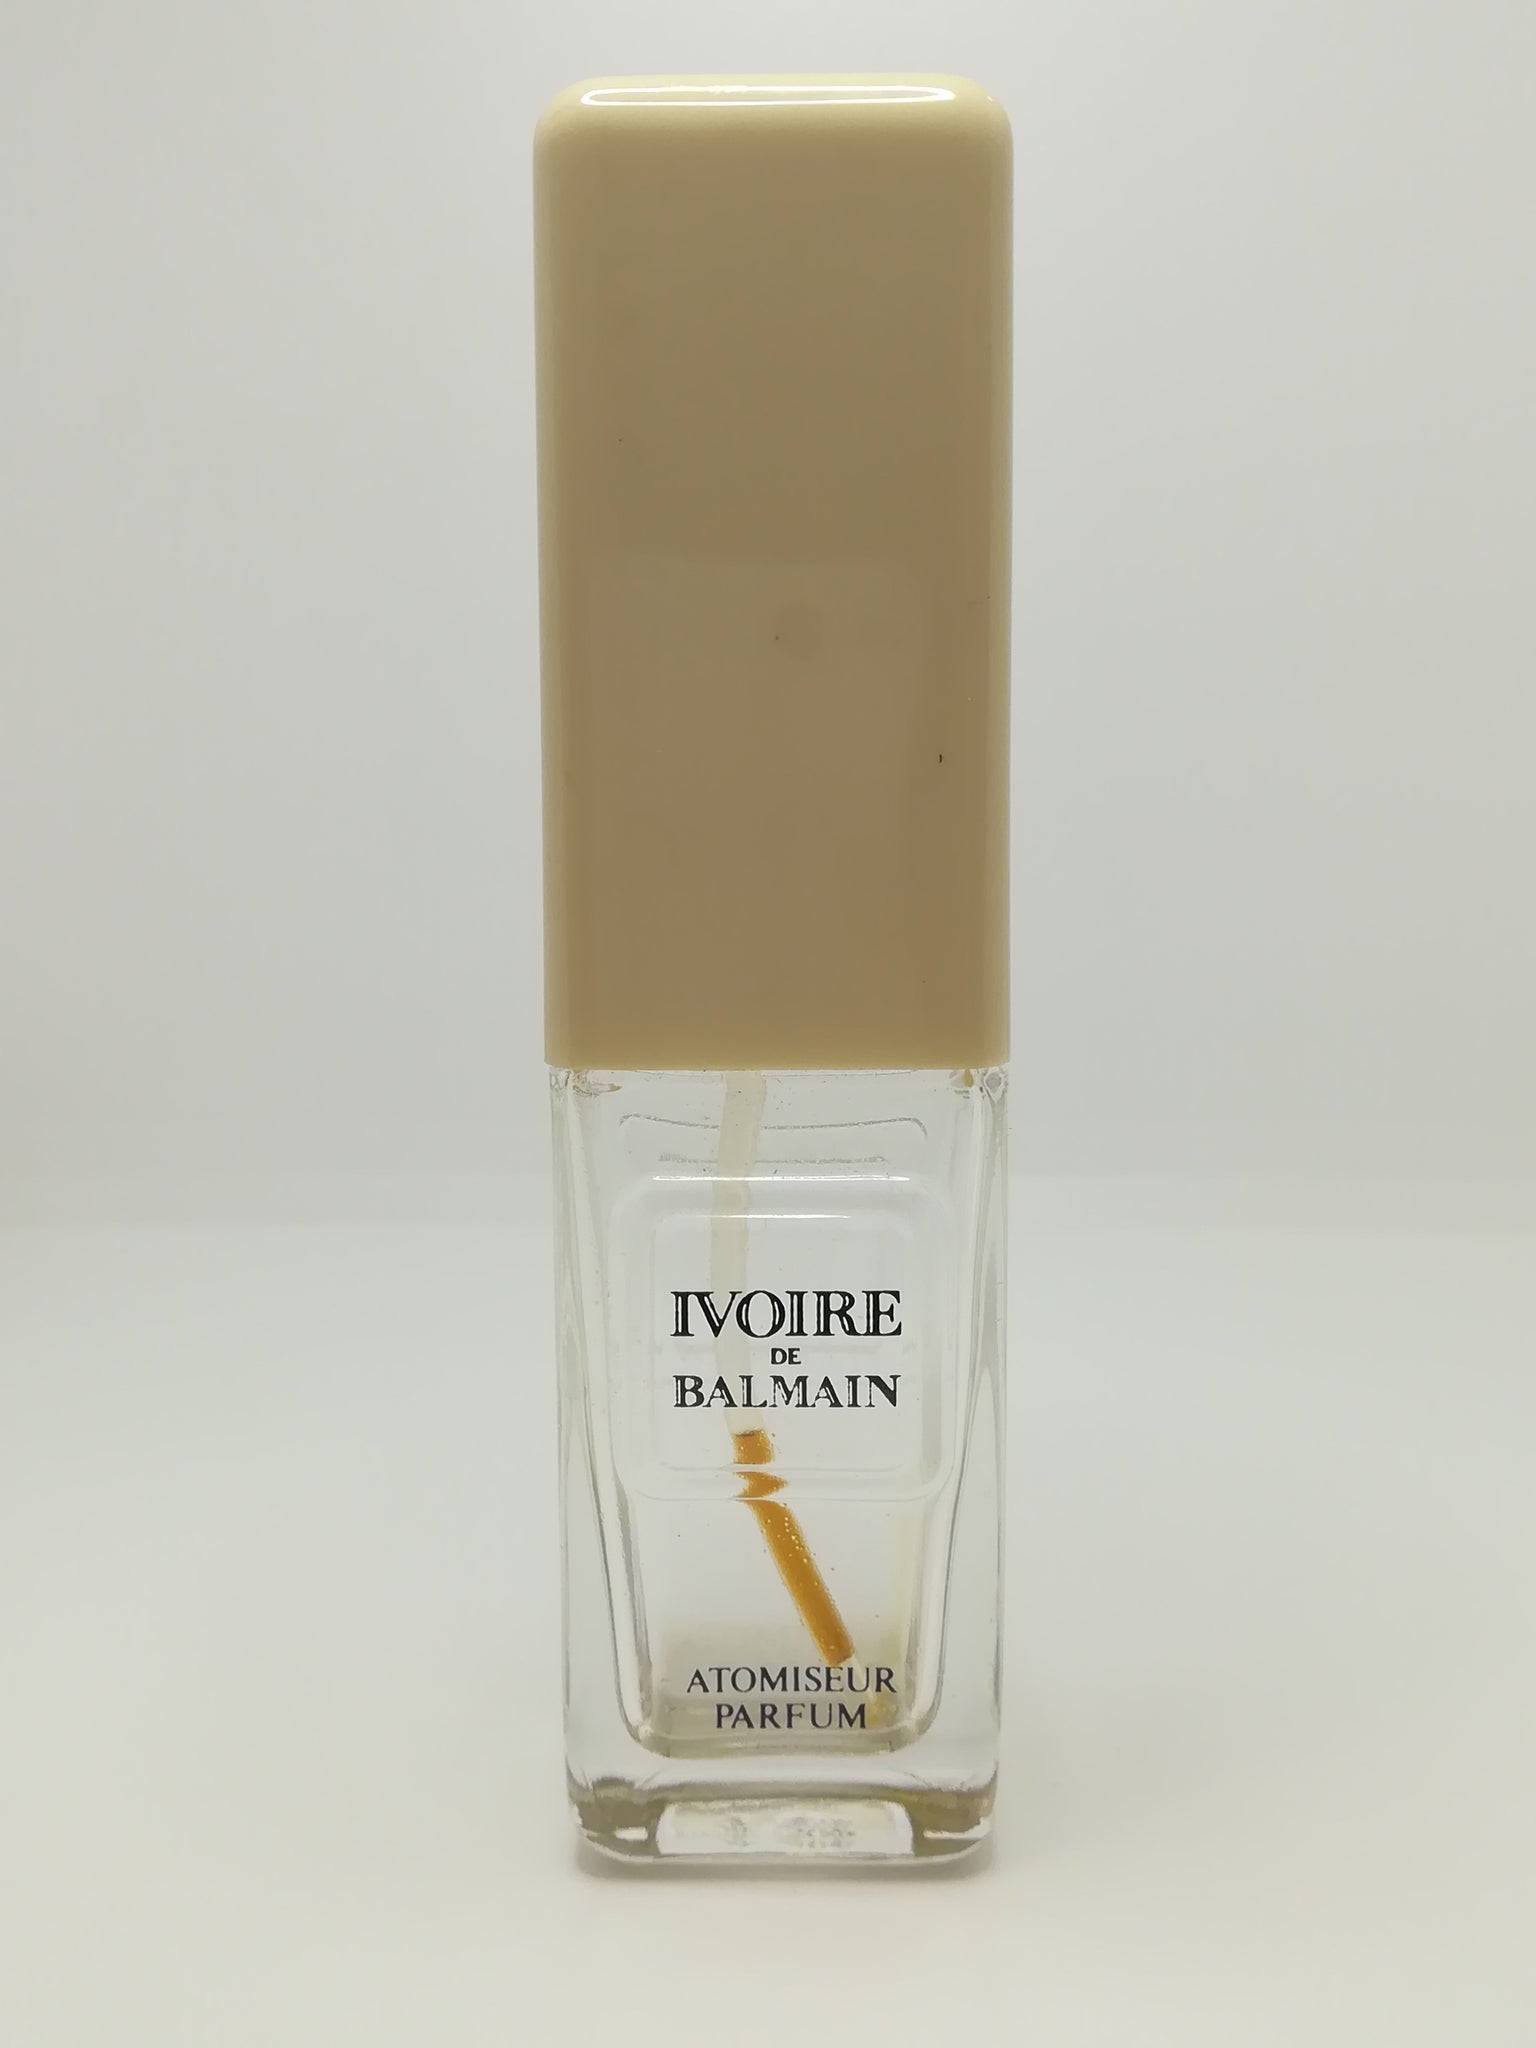 IVOIRE
DE
BALMAIN
ATOMISEUR
PARFUM